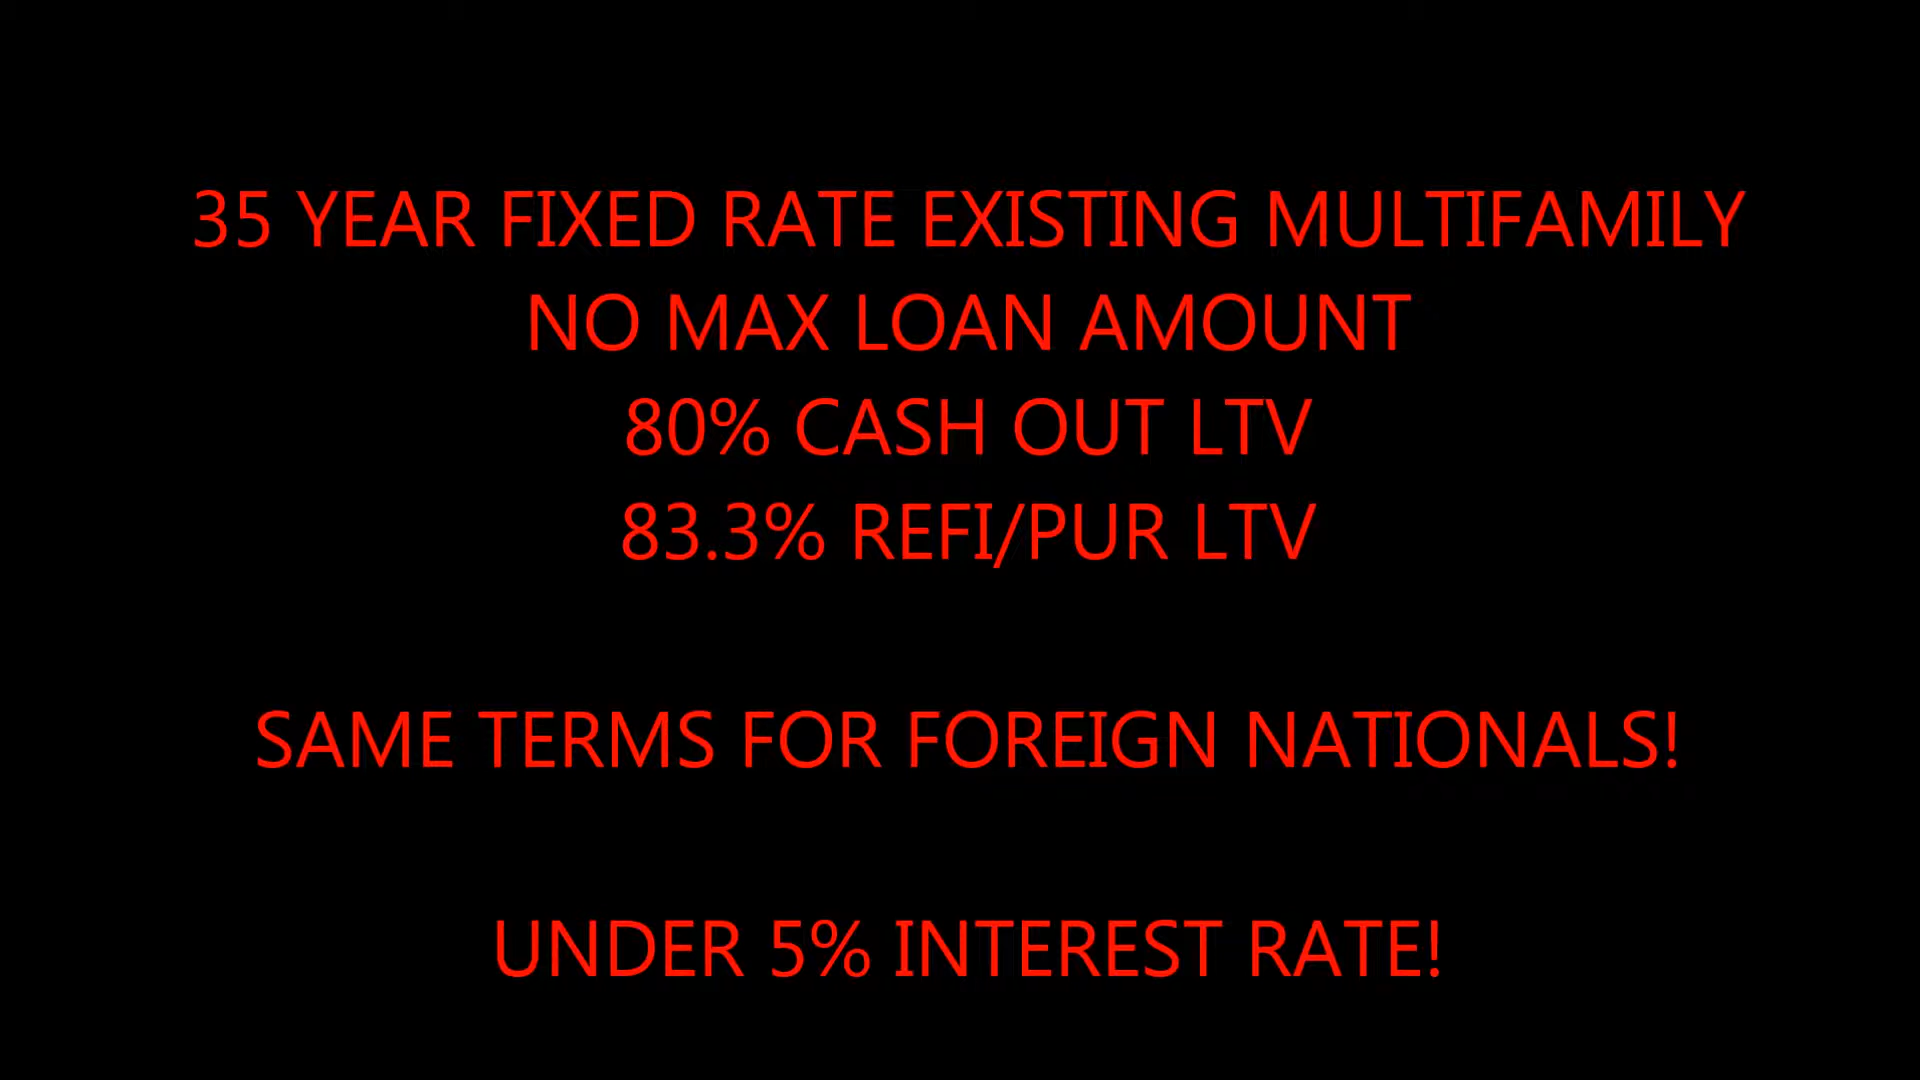 35 YEAR FIXED RATE EXISTING MULTIFAMILY
NO MAX LOAN AMOUNT
80% CASH OUT LTV
83.3% REFI/PUR LTV
SAME TERMS FOR FOREIGN NATIONALS!
UNDER 5% INTEREST RATE!